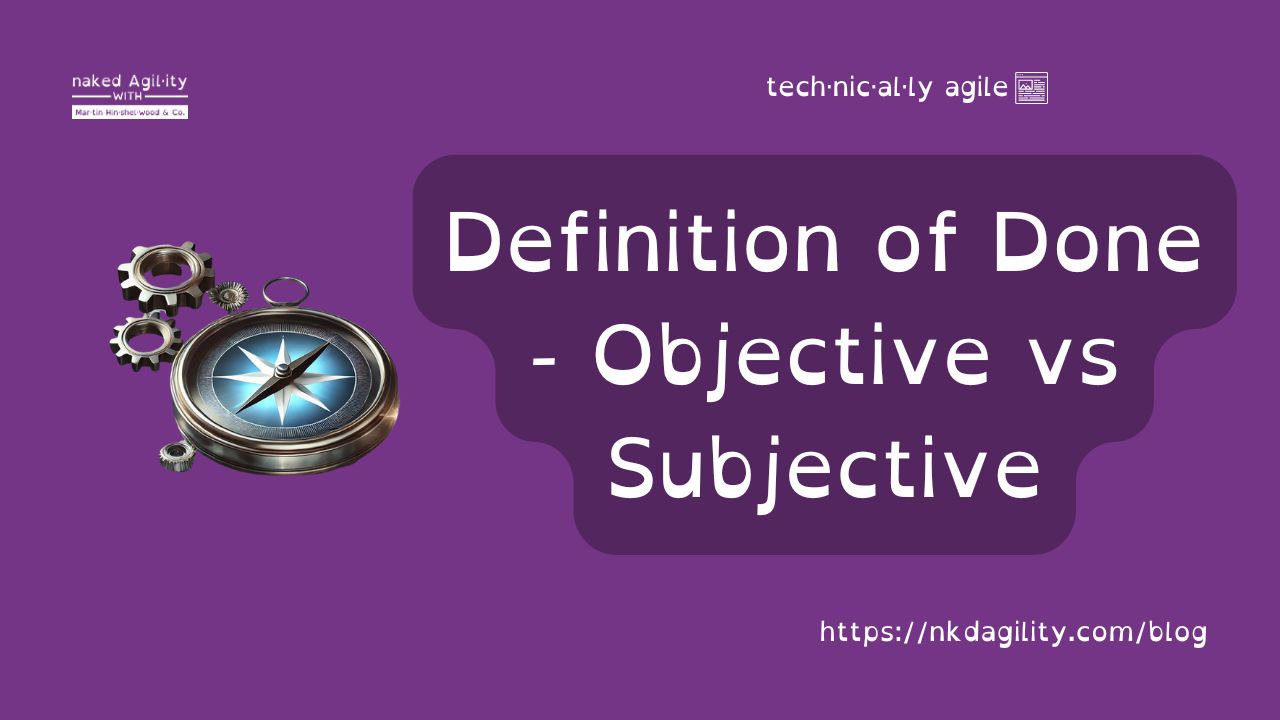 naked Agil·ity
WITH
Mar·tin Hin·shel·wood & Co.
tech·nic·al·ly agile
Definition of Done
- Objective vs
Subjective
https://nkdagility.com/blog